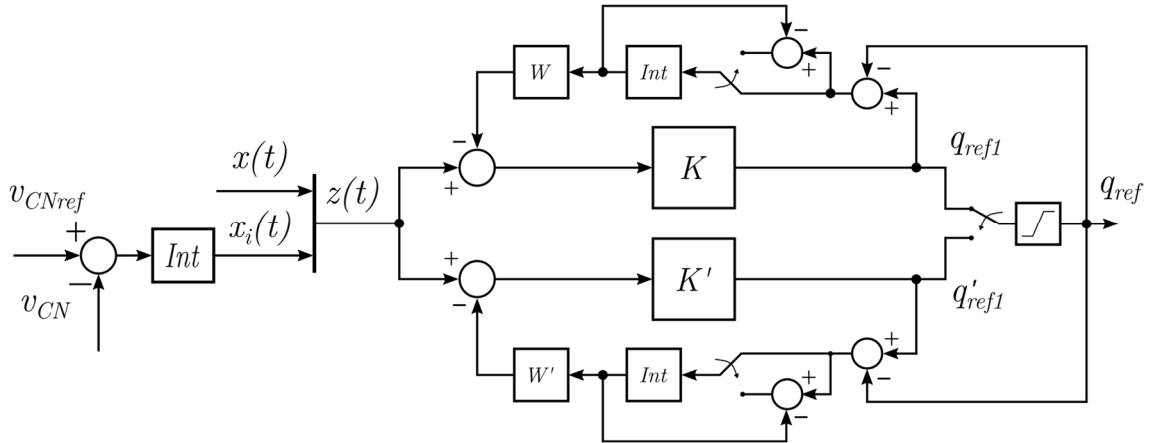 W
Int
−
+
−
+
−
+
K
q_ref1
x(t)
z(t)
q_ref
v_CNref
+
x_i(t)
Int
−
v_CN
+
−
K'
q'_ref1
W'
Int
+
−
+
−